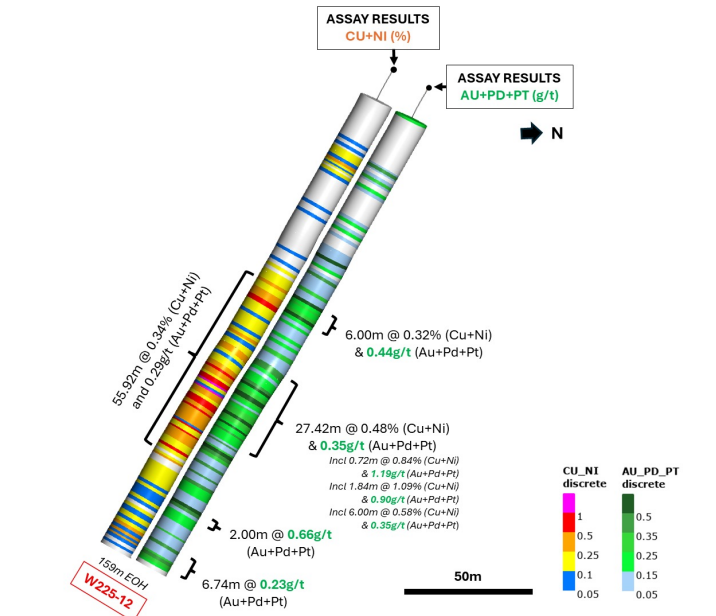 ASSAY RESULTS
CU+NI (%)
ASSAY RESULTS
AU+PD+PT (g/t)
N
55.92m @ 0.34% (Cu+Ni)
and 0.29g/t (Au+Pd+Pt)
6.00m @ 0.32% (Cu+Ni)
& 0.44g/t (Au+Pd+Pt)
27.42m @ 0.48% (Cu+Ni)
& 0.35g/t (Au+Pd+Pt)
Incl 0.72m @ 0.84% (Cu+Ni)
& 1.19g/t (Au+Pd+Pt)
Incl 1.84m @ 1.09% (Cu+Ni)
& 0.90g/t (Au+Pd+Pt)
Incl 6.00m @ 0.58% (Cu+Ni)
& 0.35g/t (Au+Pd+Pt)
2.00m @ 0.66g/t
(Au+Pd+Pt)
6.74m @ 0.23g/t
(Au+Pd+Pt)
159m EOH
W225-12
50m
CU_NI
discrete
1
0.5
0.25
0.1
0.05
AU_PD_PT
discrete
0.5
0.35
0.25
0.15
0.05